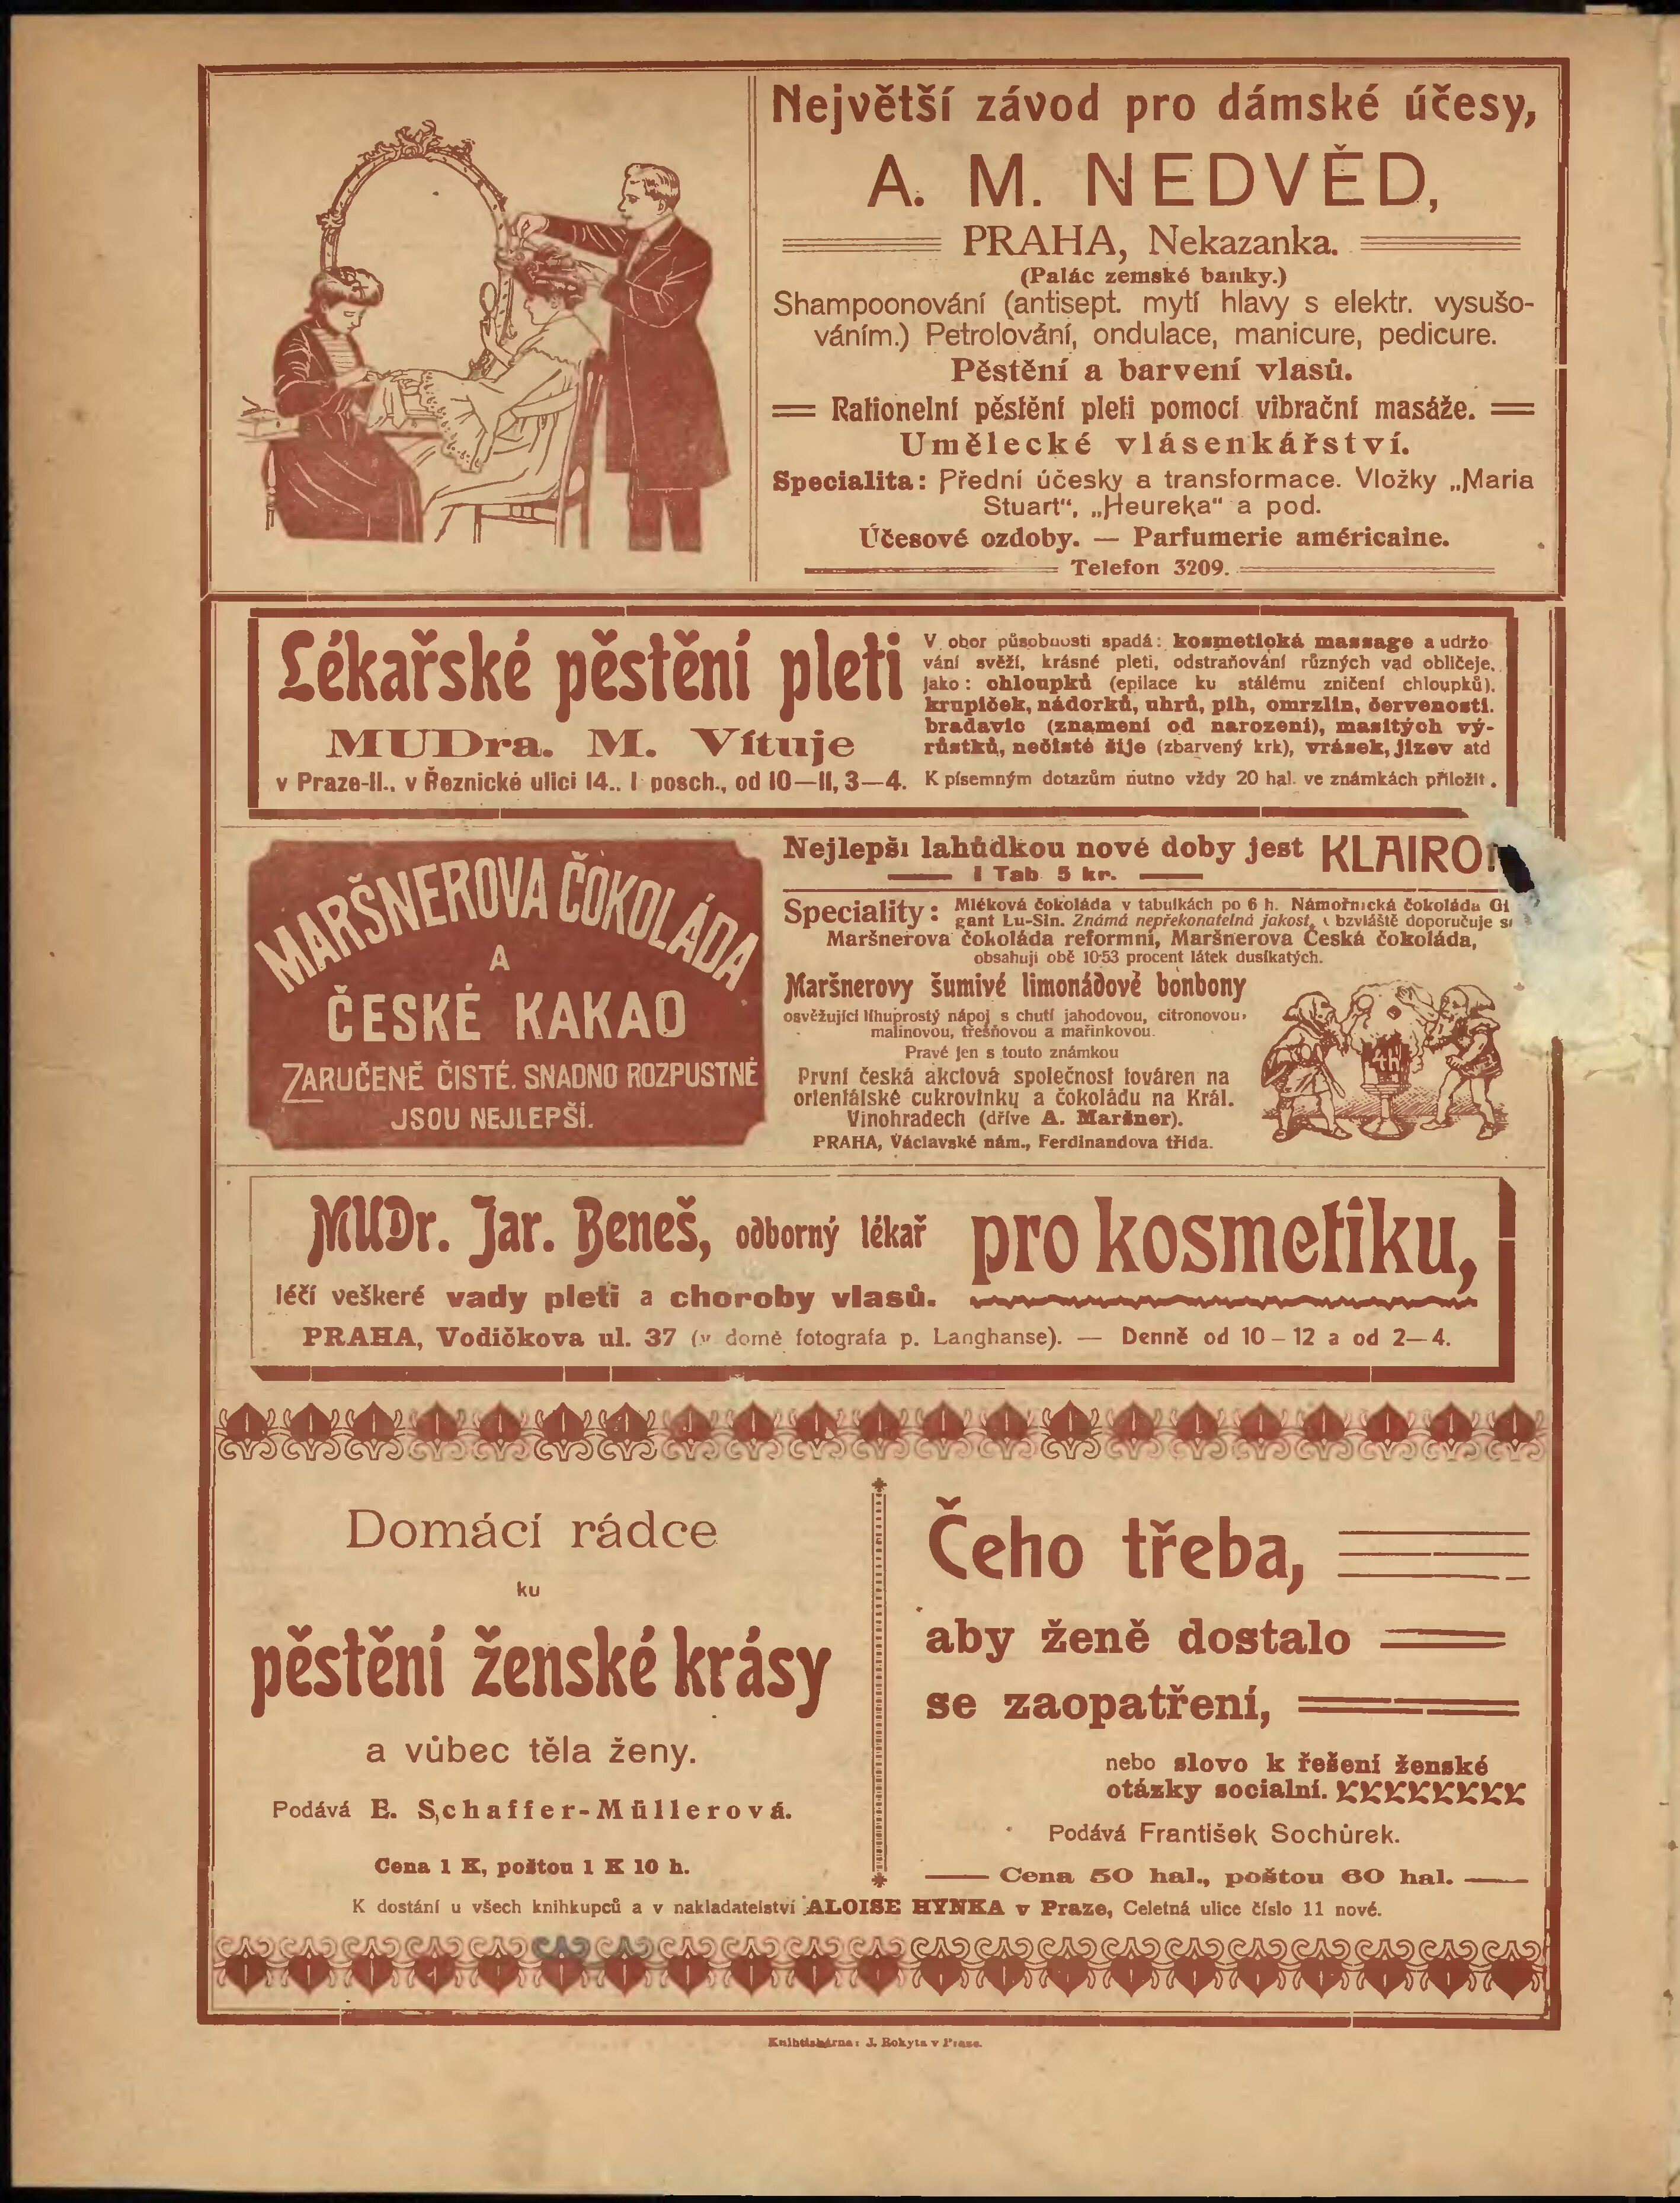 Největší závod pro dámské účesy,
A. M. NEDVĚD,
PRAHA, Nekazanka.
(Palác zemské banky.)
Shampoonování (antisept. mytí hlavy s elektr. vysušo-
váním.) Petrolování, ondulace, manicure, pedicure.
Pěstění a barvení vlasů.
Rationelní pěstění pleti pomocí vibrační masáže.
Umělecké vlásenkářství.
Specialita: Přední účesky a transformace. Vložky „Maria
Stuart“, „Heureka“ a pod.
Účesové ozdoby. — Parfumerie américaine.
Telefon 3209.
Lékařské pěstění pleti
MUDra. M. Vítuje
v Praze-II., v Řeznické ulici 14., I posch., od 10—11, 3—4.
V obor působnosti spadá: kosmetická massage a udržo
vání svěží, krásné pleti, odstraňování různých vad obličeje,
jako: chloupků (epilace ku stálému zničení chloupků),
krupiček, nádorků, uhrů, pih, omrzlin, červenosti,
bradavic (znamení od narození), masitých vý-
růstků, nečisté šije (zbarvený krk), vrásek, jizev atd
K písemným dotazům nutno vždy 20 hal. ve známkách přiložit.
MARŠNEROVA ČOKOLÁDA
A
ČESKÉ KAKAO
ZARUČENĚ ČISTÉ. SNADNO ROZPUSTNÉ
JSOU NEJLEPŠÍ.
Nejlepší lahůdkou nové doby jest KLAIRO
1 Tab 5 kr.
Speciality: Mléková čokoláda v tabulkách po 6 h. Námořnická čokoláda Gi
gant Lu-Sin. Známá nepřekonatelná jakost, bzvláště doporučuje s
Maršnerova čokoláda reformní, Maršnerova Česká čokoláda,
obsahují obě 10·53 procent látek dusíkatých.
Maršnerovy šumivé limonádové bonbony
osvěžující líhuprostý nápoj s chutí jahodovou, citronovou,
malinovou, třešňovou a mařinkovou.
Pravé jen s touto známkou
První česká akciová společnost továren na
orientálské cukrovinky a čokoládu na Král.
Vinohradech (dříve A. Maršner).
PRAHA, Václavské nám., Ferdinandova třída.
MUDr. Jar. Beneš, odborný lékař pro kosmetiku,
léčí veškeré vady pleti a choroby vlasů.
PRAHA, Vodičkova ul. 37 (v domě fotografa p. Langhanse). — Denně od 10—12 a od 2—4.
Domácí rádce
ku
pěstění ženské krásy
a vůbec těla ženy.
Podává E. Schaffer-Müllerová.
Cena 1 K, poštou 1 K 10 h.
Čeho třeba,
aby ženě dostalo
se zaopatření,
nebo slovo k řešení ženské
otázky socialní.
Podává František Sochůrek.
Cena 50 hal., poštou 60 hal.
K dostání u všech knihkupců a v nakladatelství ALOISE HYNKA v Praze, Celetná ulice číslo 11 nové.
Knihtiskárna: J. Rokyta v Praze.